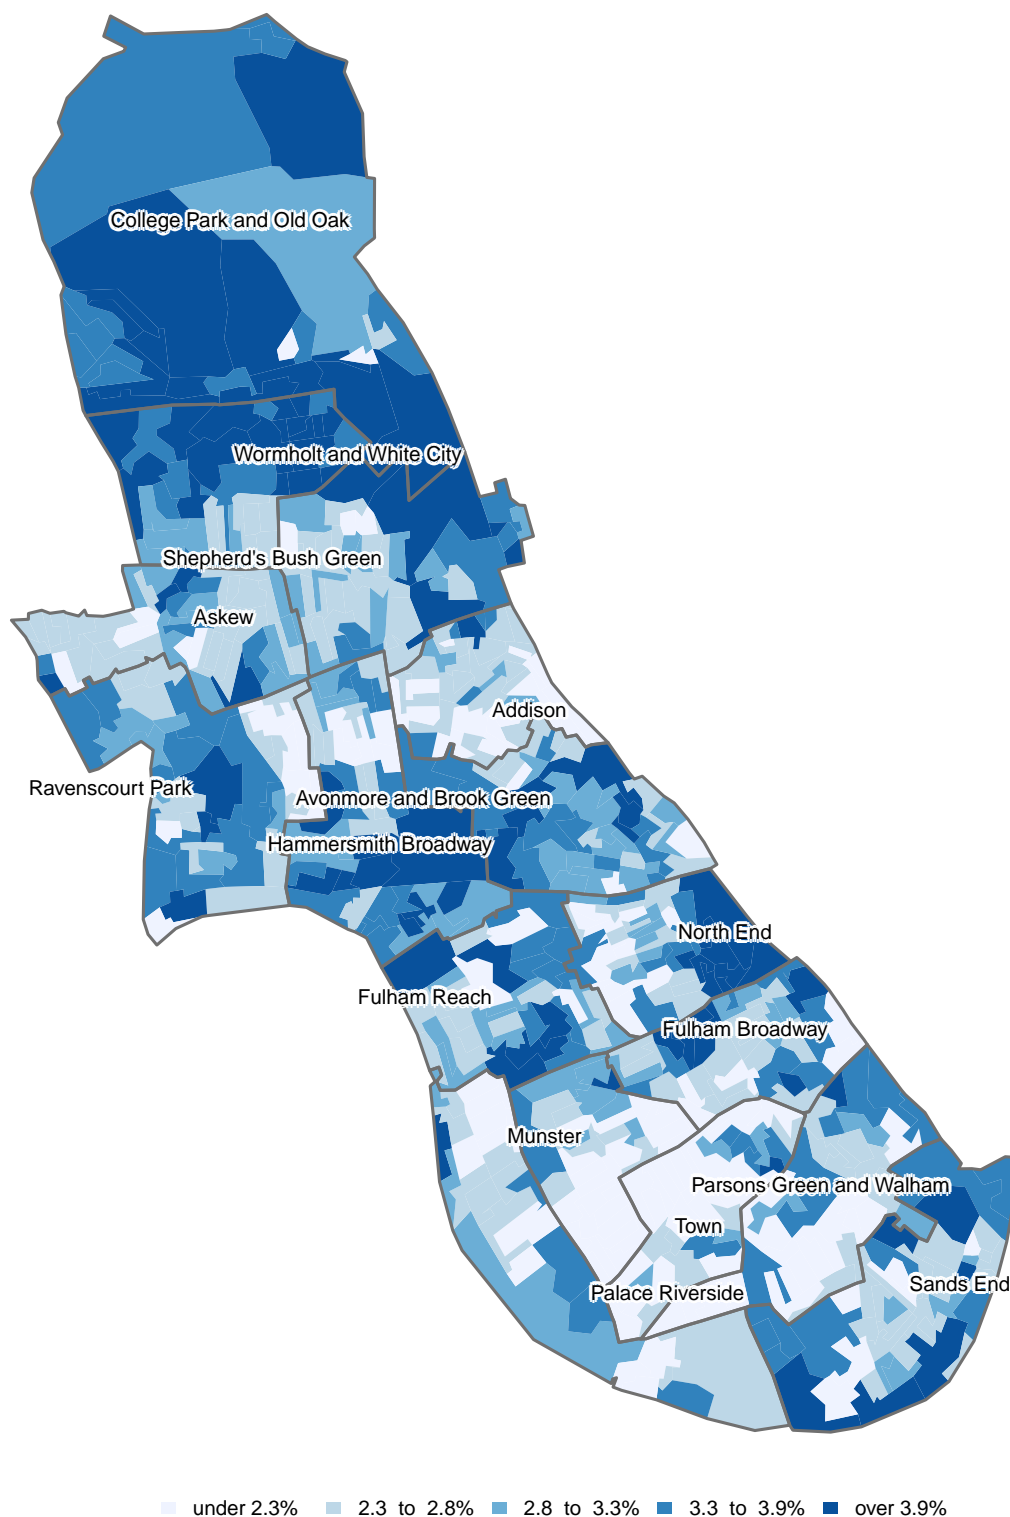 College Park and Old Oak
Wormholt and White City
Shepherd's Bush Green
Askew
Addison
Ravenscourt Park
Avonmore and Brook Green
Hammersmith Broadway
North End
Fulham Reach
Fulham Broadway
Munster
Parsons Green and Walham
Town
Sands End
Palace Riverside
under 2.3% 2.3 to 2.8% 2.8 to 3.3% 3.3 to 3.9% over 3.9%